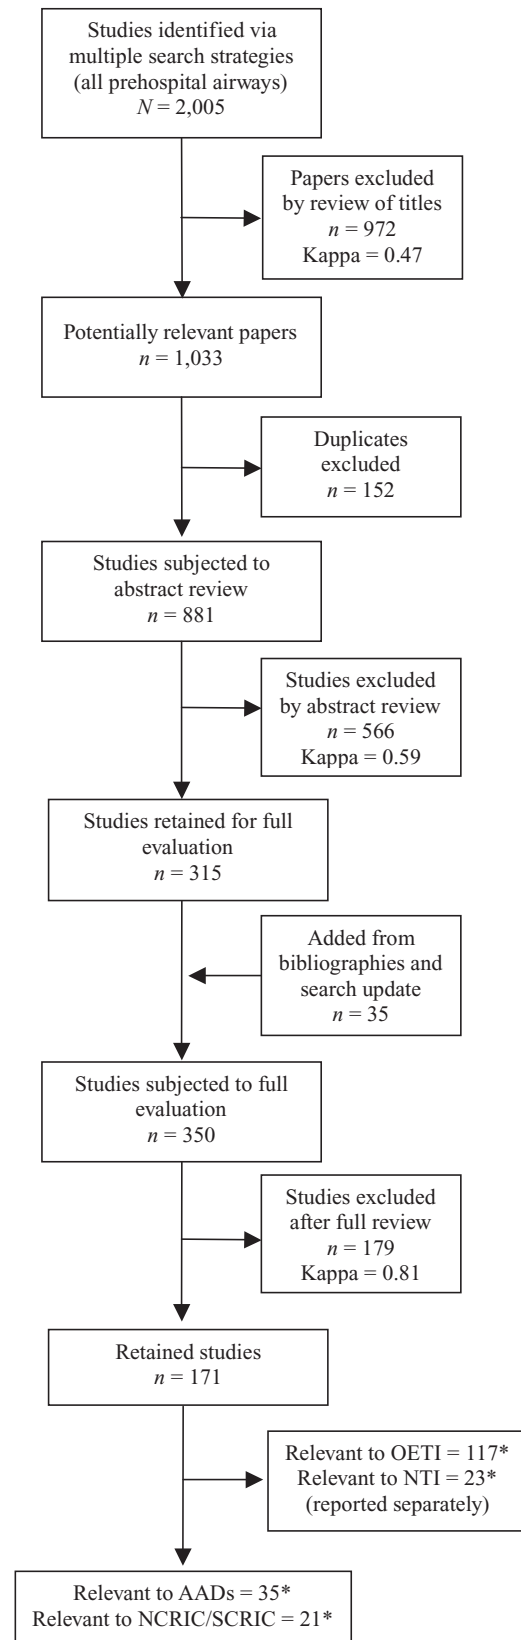 Studies identified via
multiple search strategies
(all prehospital airways)
N = 2,005
Papers excluded
by review of titles
n = 972
Kappa = 0.47
Potentially relevant papers
n = 1,033
Duplicates
excluded
n = 152
Studies subjected to
abstract review
n = 881
Studies excluded
by abstract review
n = 566
Kappa = 0.59
Studies retained for full
evaluation
n = 315
Added from
bibliographies and
search update
n = 35
Studies subjected to full
evaluation
n = 350
Studies excluded
after full review
n = 179
Kappa = 0.81
Retained studies
n = 171
Relevant to OETI = 117*
Relevant to NTI = 23*
(reported separately)
Relevant to AADs = 35*
Relevant to NCRIC/SCRIC = 21*